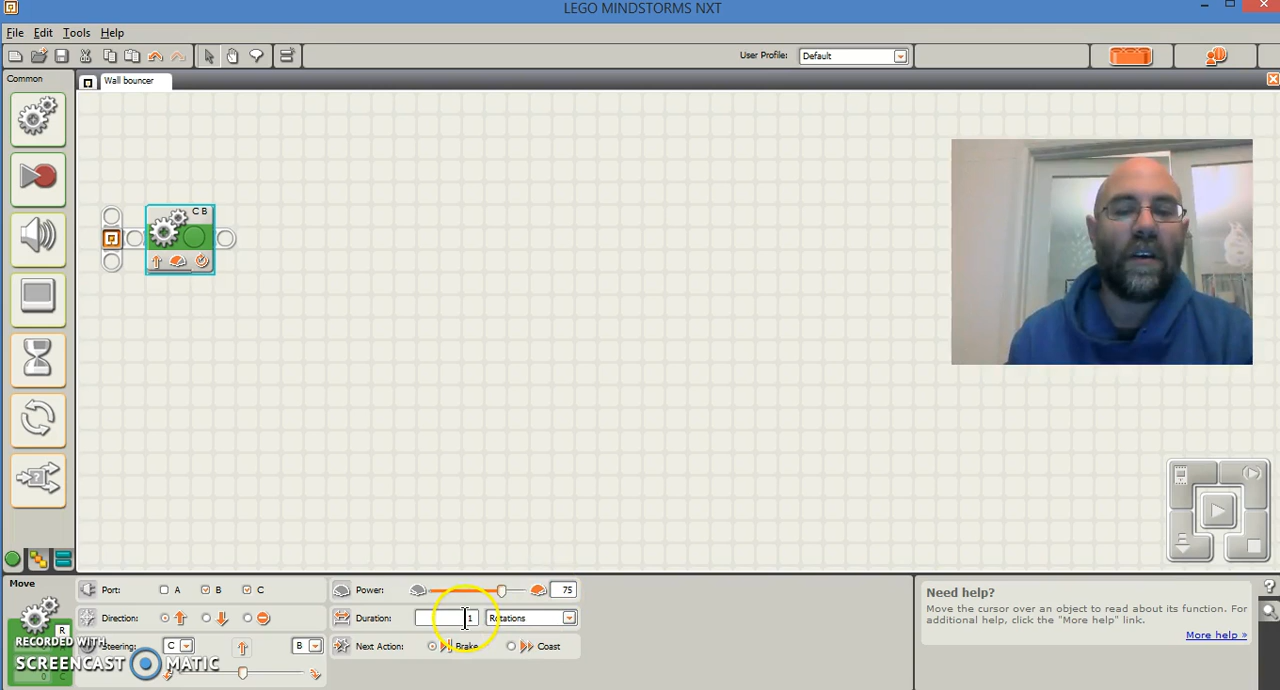 LEGO MINDSTORMS NXT
File Edit Tools Help
User Profile: Default
Common
Wall bouncer
C B
Move
Port: A B C
Power: 75
Direction:
Duration: 1 Rotations
Steering: C B
Next Action: Brake Coast
R
0 C
RECORDED WITH
SCREENCAST MATIC
Need help?
Move the cursor over an object to read about its function. For
additional help, click the "More help" link.
More help »